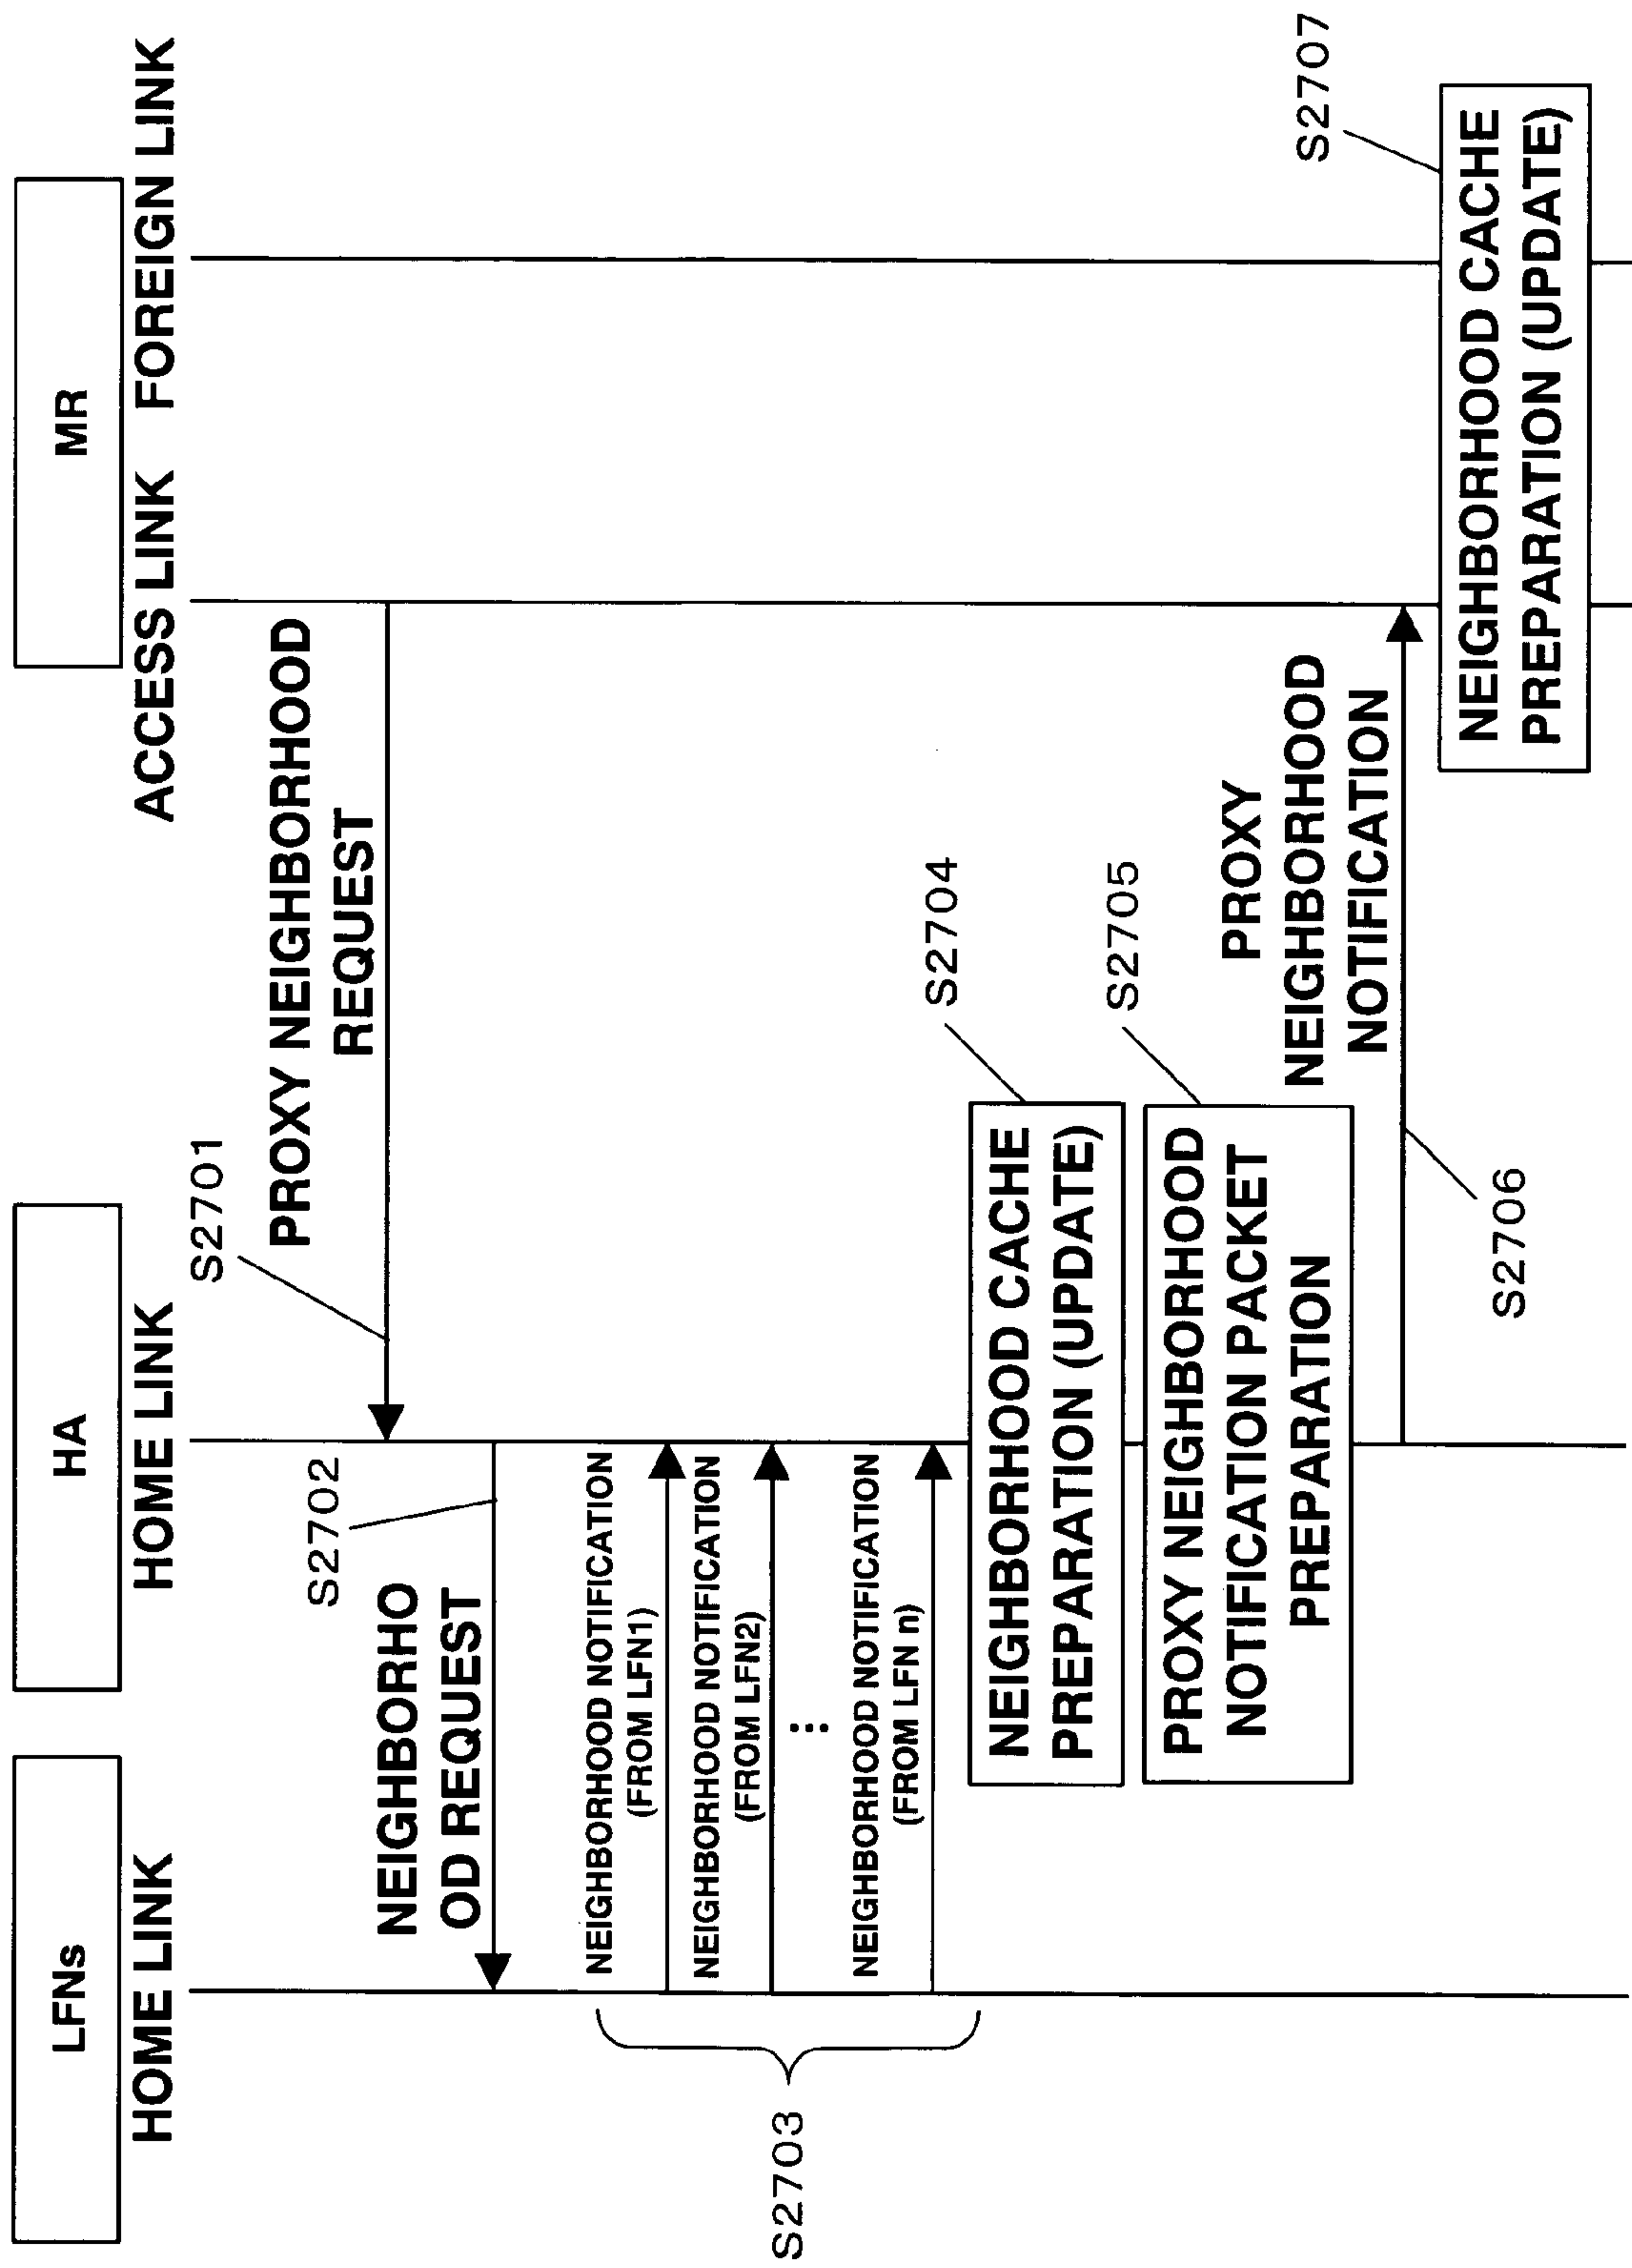 LFNs
HA
MR
HOME LINK
HOME LINK
ACCESS LINK
FOREIGN LINK
S2701
PROXY NEIGHBORHOOD
REQUEST
S2702
NEIGHBORHO
OD REQUEST
S2703
NEIGHBORHOOD NOTIFICATION
(FROM LFN1)
NEIGHBORHOOD NOTIFICATION
(FROM LFN2)
...
NEIGHBORHOOD NOTIFICATION
(FROM LFN n)
S2704
NEIGHBORHOOD CACHE
PREPARATION (UPDATE)
S2705
PROXY NEIGHBORHOOD
NOTIFICATION PACKET
PREPARATION
PROXY
NEIGHBORHOOD
NOTIFICATION
S2706
S2707
NEIGHBORHOOD CACHE
PREPARATION (UPDATE)